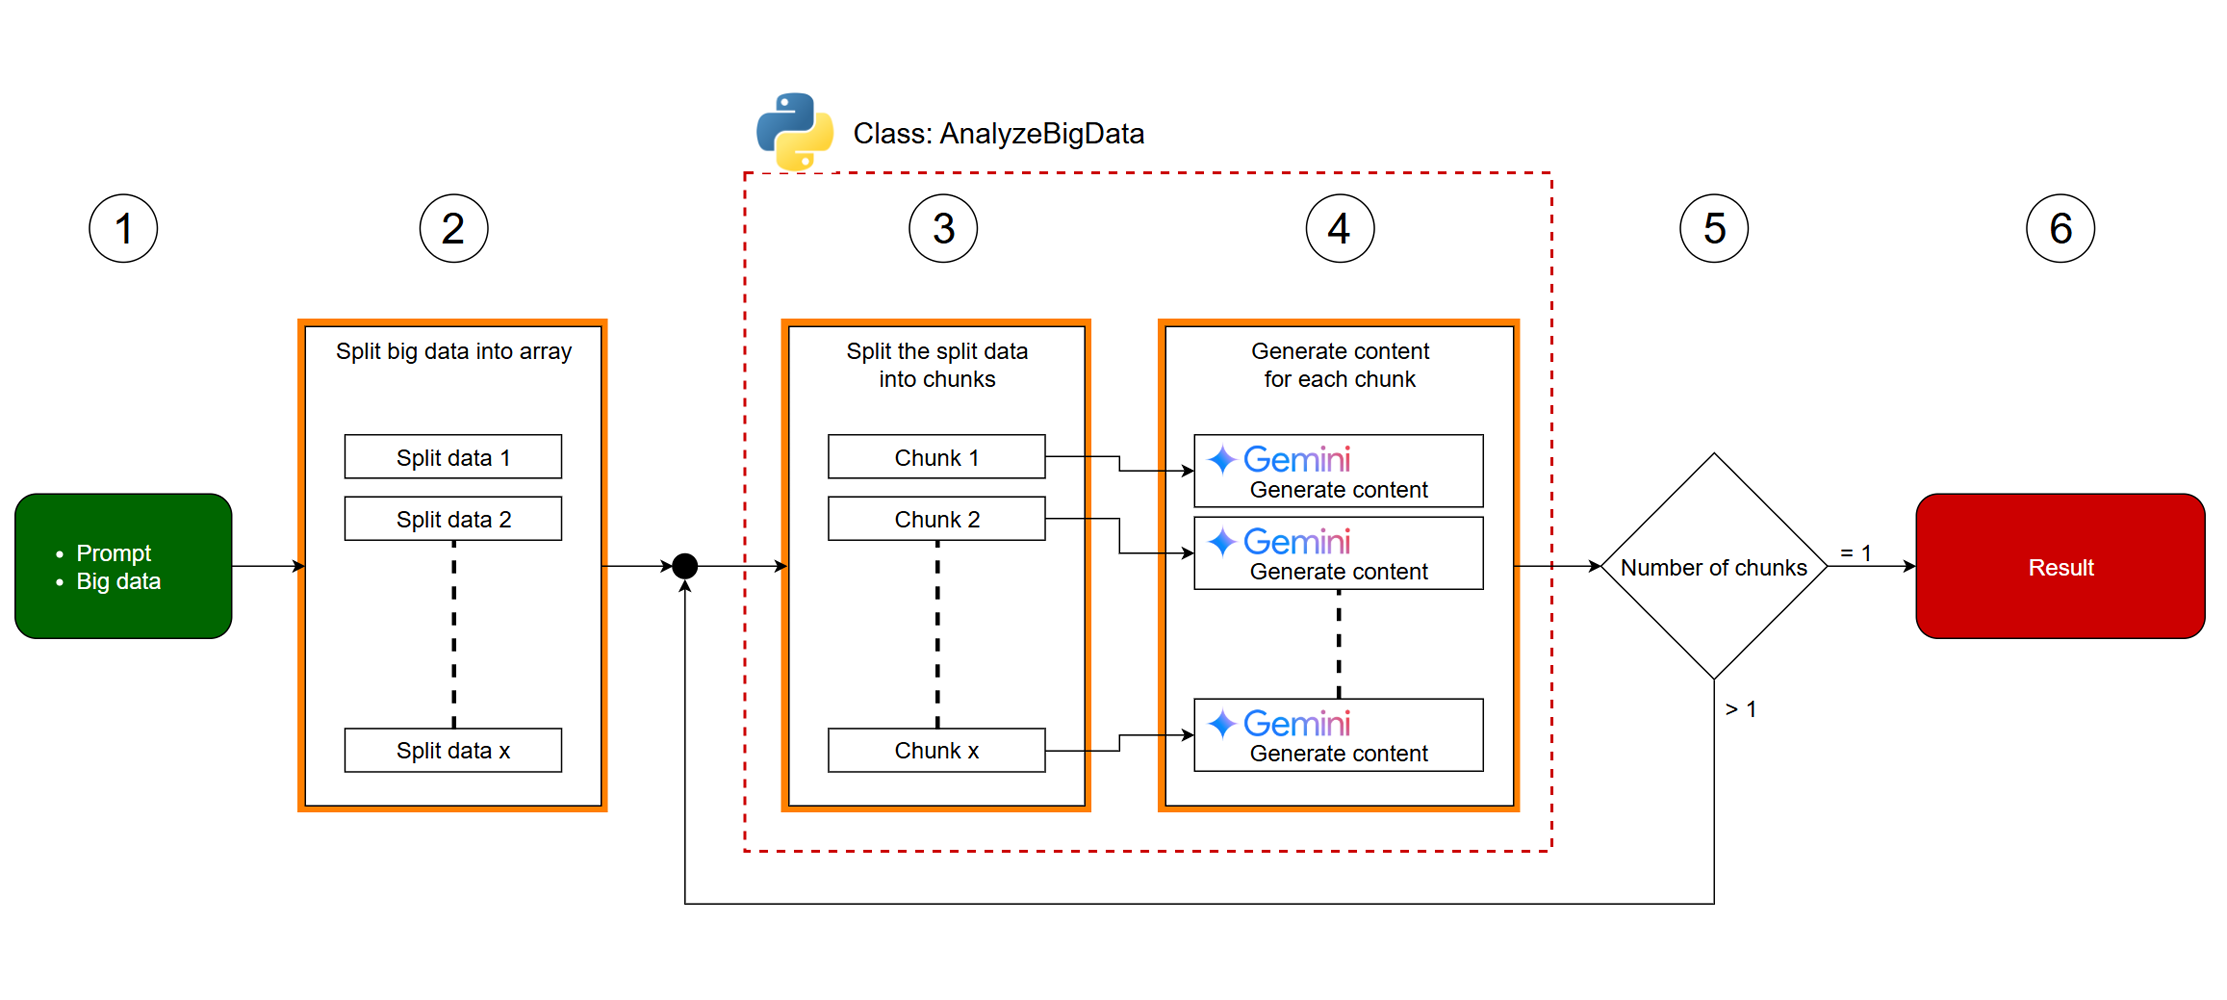 Class: AnalyzeBigData
1
2
3
4
5
6
Prompt
Big data
Split big data into array
Split data 1
Split data 2
Split data x
Split the split data
into chunks
Chunk 1
Chunk 2
Chunk x
Generate content
for each chunk
Gemini
Generate content
Gemini
Generate content
Gemini
Generate content
Number of chunks
= 1
> 1
Result